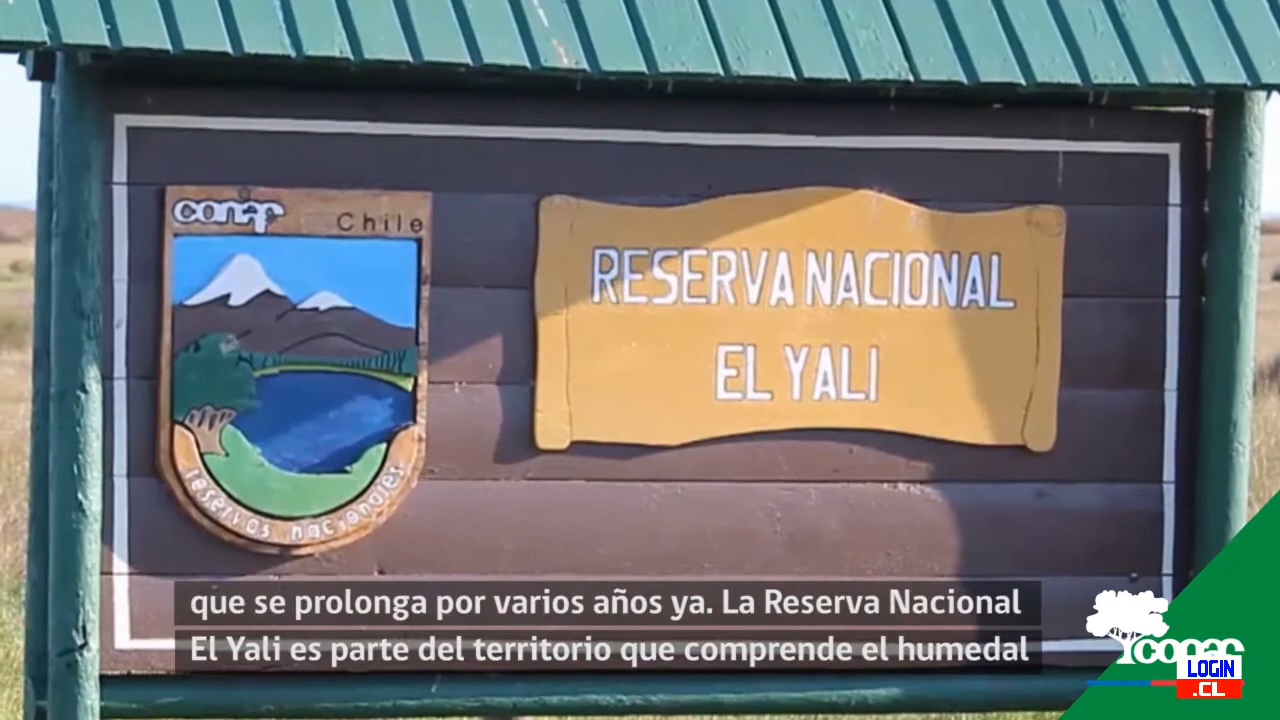 conaf Chile
RESERVA NACIONAL
EL YALI
reservas nacionales
que se prolonga por varios años ya. La Reserva Nacional
El Yali es parte del territorio que comprende el humedal
conaf
LOGIN
.CL